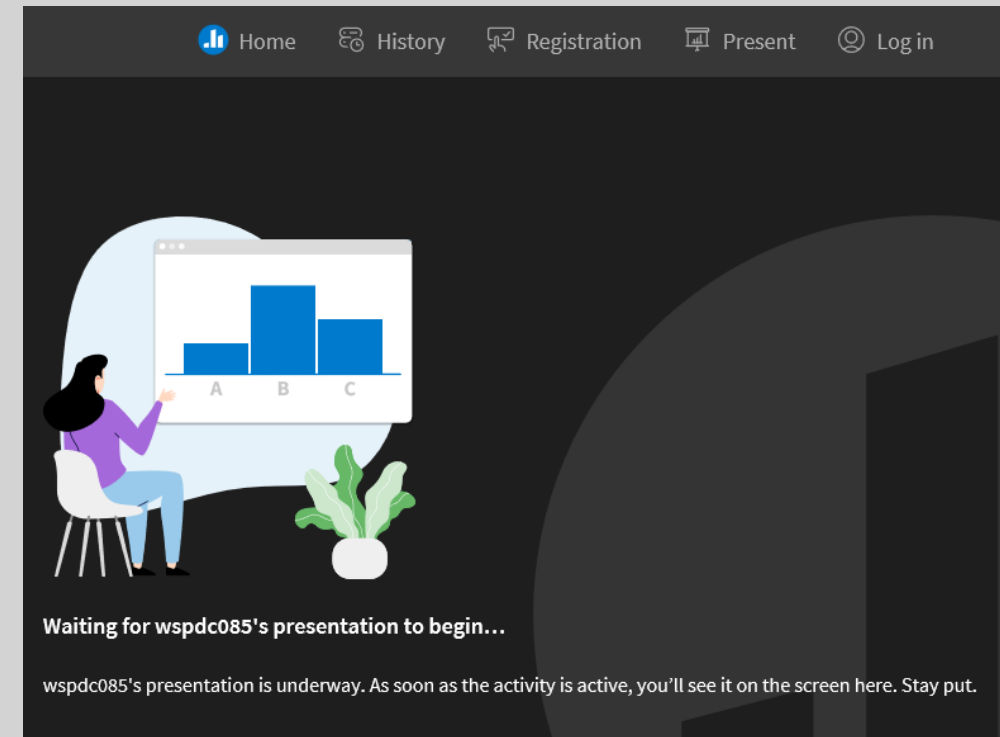 Home History Registration Present Log in
A B C
Waiting for wspdc085's presentation to begin...
wspdc085's presentation is underway. As soon as the activity is active, you’ll see it on the screen here. Stay put.